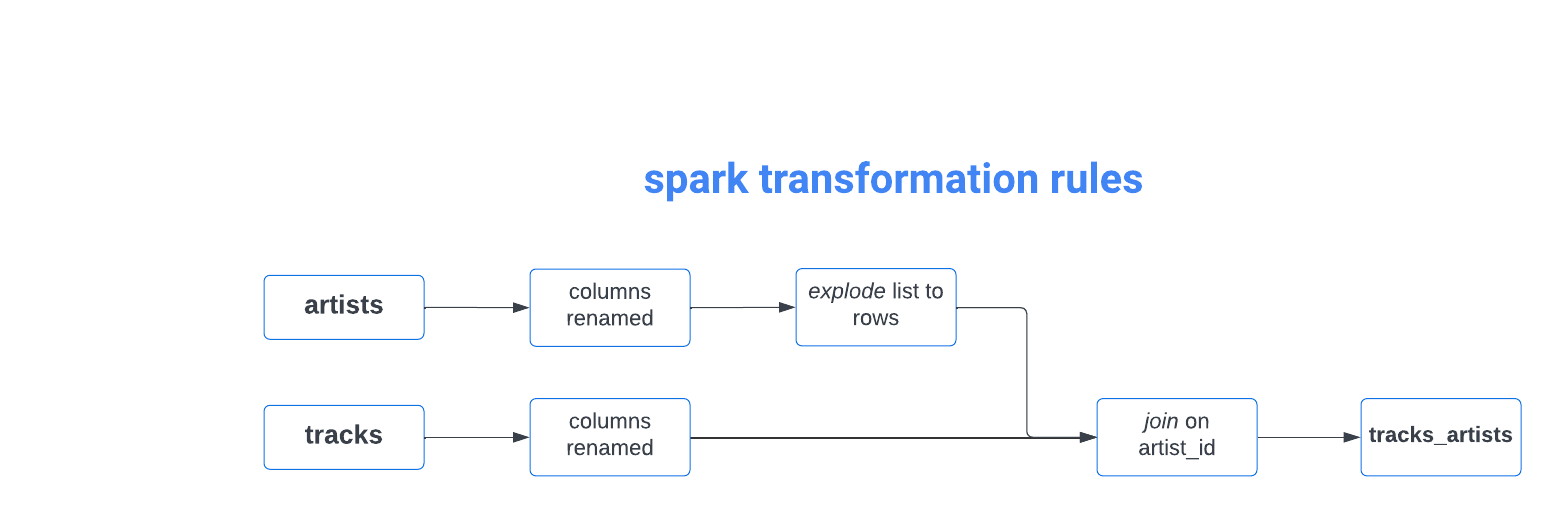 spark transformation rules
artists
columns
renamed
explode list to
rows
tracks
columns
renamed
join on
artist_id
tracks_artists